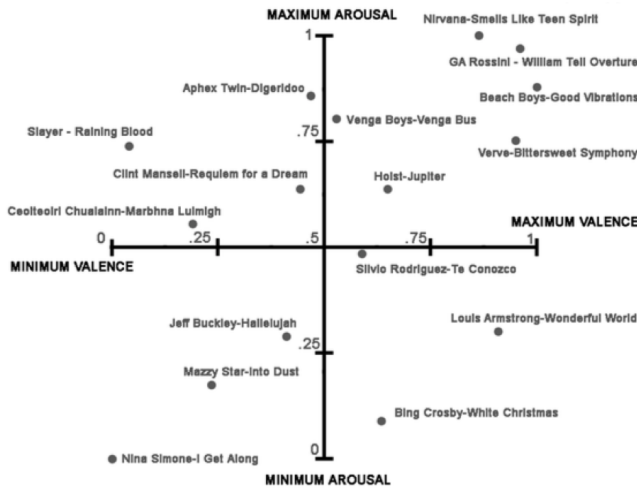 MAXIMUM AROUSAL
Nirvana-Smells Like Teen Spirit
1
GA Rossini - William Tell Overture
Aphex Twin-Digeridoo
Beach Boys-Good Vibrations
Venga Boys-Venga Bus
Slayer - Raining Blood
.75
Verve-Bittersweet Symphony
Clint Mansell-Requiem for a Dream
Holst-Jupiter
Ceolteoiri Chualainn-Marbhna Luimigh
MAXIMUM VALENCE
0 .25 .5 .75 1
MINIMUM VALENCE
Silvio Rodriguez-Te Conozco
Jeff Buckley-Hallelujah
Louis Armstrong-Wonderful World
.25
Mazzy Star-Into Dust
Bing Crosby-White Christmas
0
Nina Simone-I Get Along
MINIMUM AROUSAL